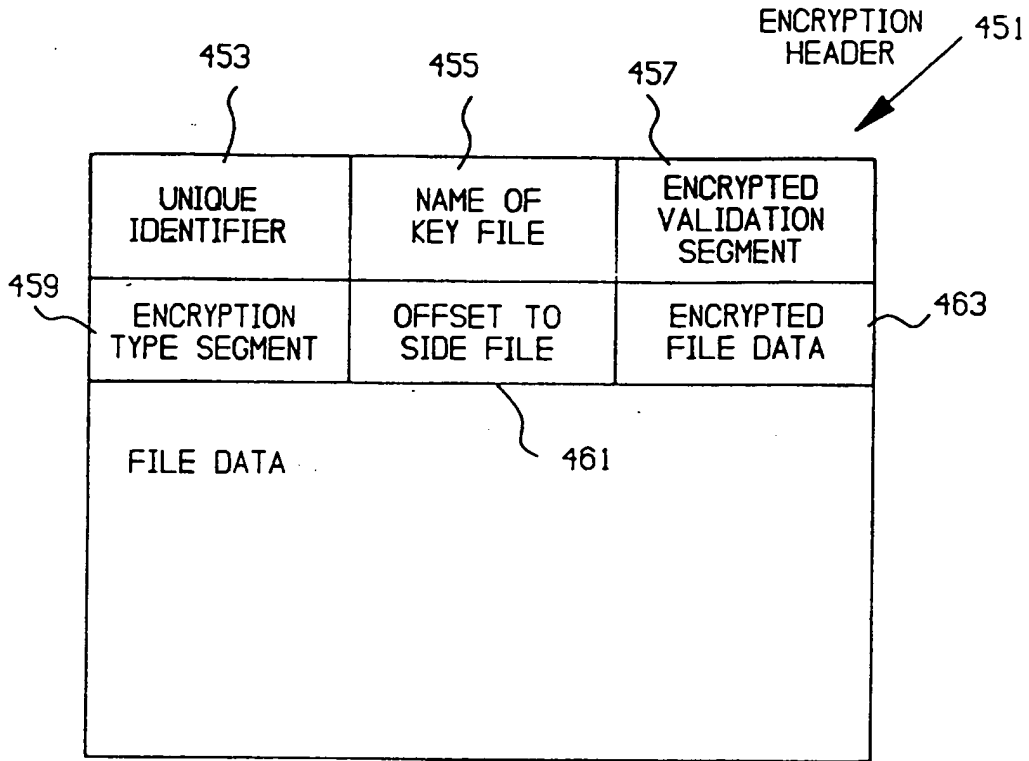 ENCRYPTION
HEADER
451
453
455
457
UNIQUE
IDENTIFIER
NAME OF
KEY FILE
ENCRYPTED
VALIDATION
SEGMENT
459
ENCRYPTION
TYPE SEGMENT
OFFSET TO
SIDE FILE
ENCRYPTED
FILE DATA
463
461
FILE DATA